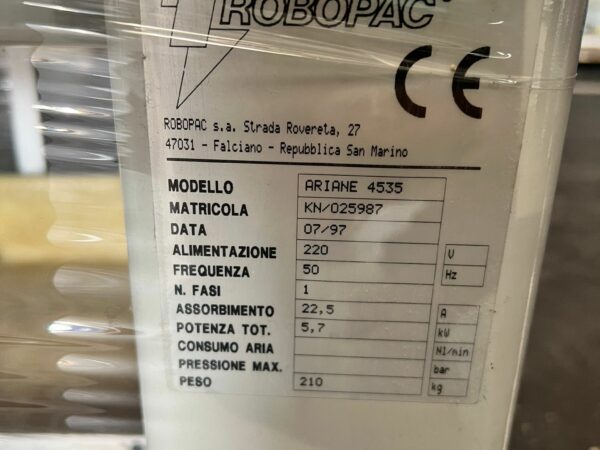 ROBOPAC
CE
ROBOPAC s.a. Strada Rovereta, 27
47031 - Falciano - Repubblica San Marino
MODELLO ARIANE 4535
MATRICOLA KN/025987
DATA 07/97
ALIMENTAZIONE 220 V
FREQUENZA 50 Hz
N. FASI 1
ASSORBIMENTO 22,5 A
POTENZA TOT. 5,7 kW
CONSUMO ARIA Nl/min
PRESSIONE MAX. bar
PESO 210 kg